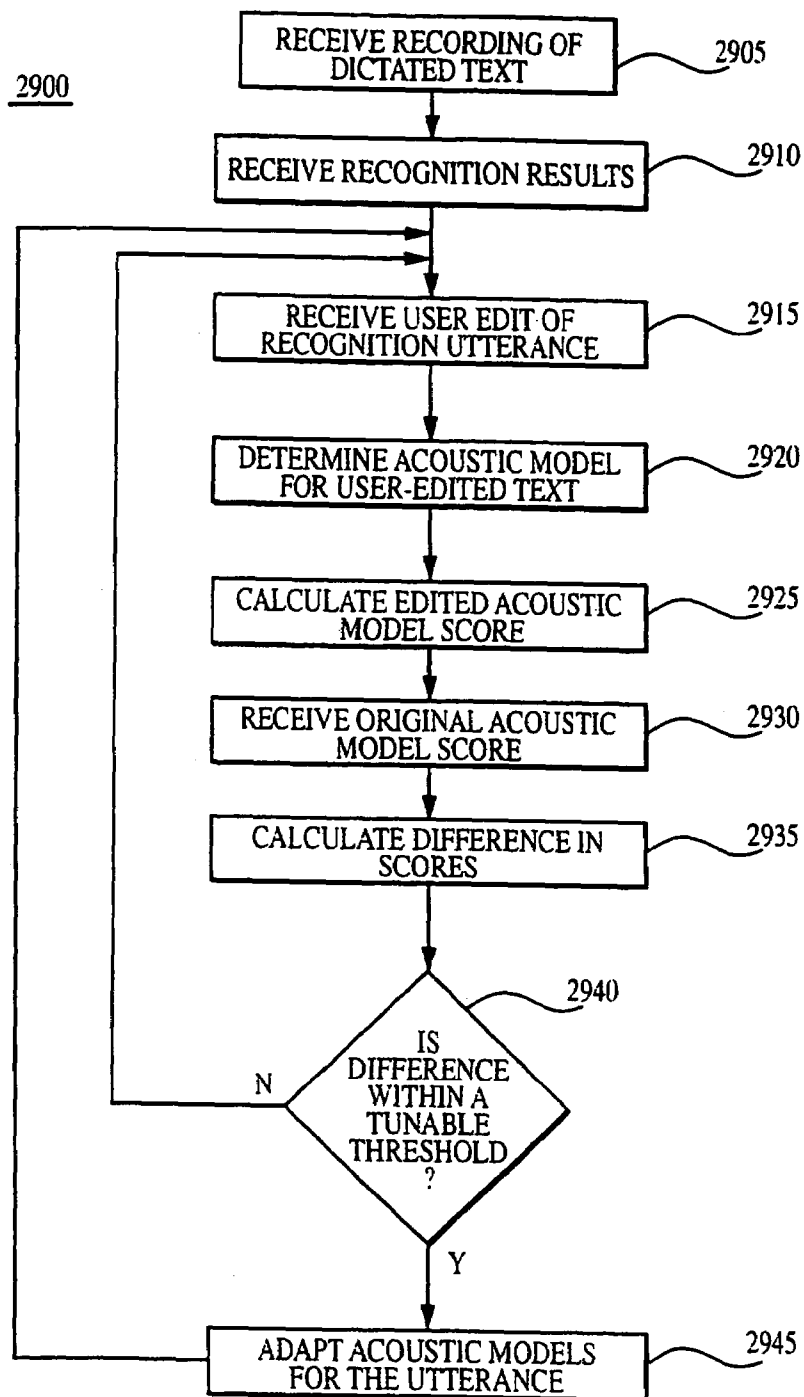 2900
RECEIVE RECORDING OF
DICTATED TEXT
2905
RECEIVE RECOGNITION RESULTS
2910
RECEIVE USER EDIT OF
RECOGNITION UTTERANCE
2915
DETERMINE ACOUSTIC MODEL
FOR USER-EDITED TEXT
2920
CALCULATE EDITED ACOUSTIC
MODEL SCORE
2925
RECEIVE ORIGINAL ACOUSTIC
MODEL SCORE
2930
CALCULATE DIFFERENCE IN
SCORES
2935
2940
IS
DIFFERENCE
WITHIN A
TUNABLE
THRESHOLD
?
N
Y
ADAPT ACOUSTIC MODELS
FOR THE UTTERANCE
2945